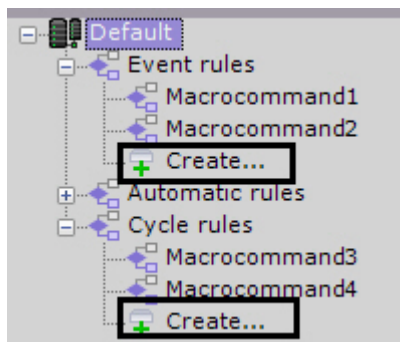 Default
Event rules
Macrocommand1
Macrocommand2
Create...
Automatic rules
Cycle rules
Macrocommand3
Macrocommand4
Create...